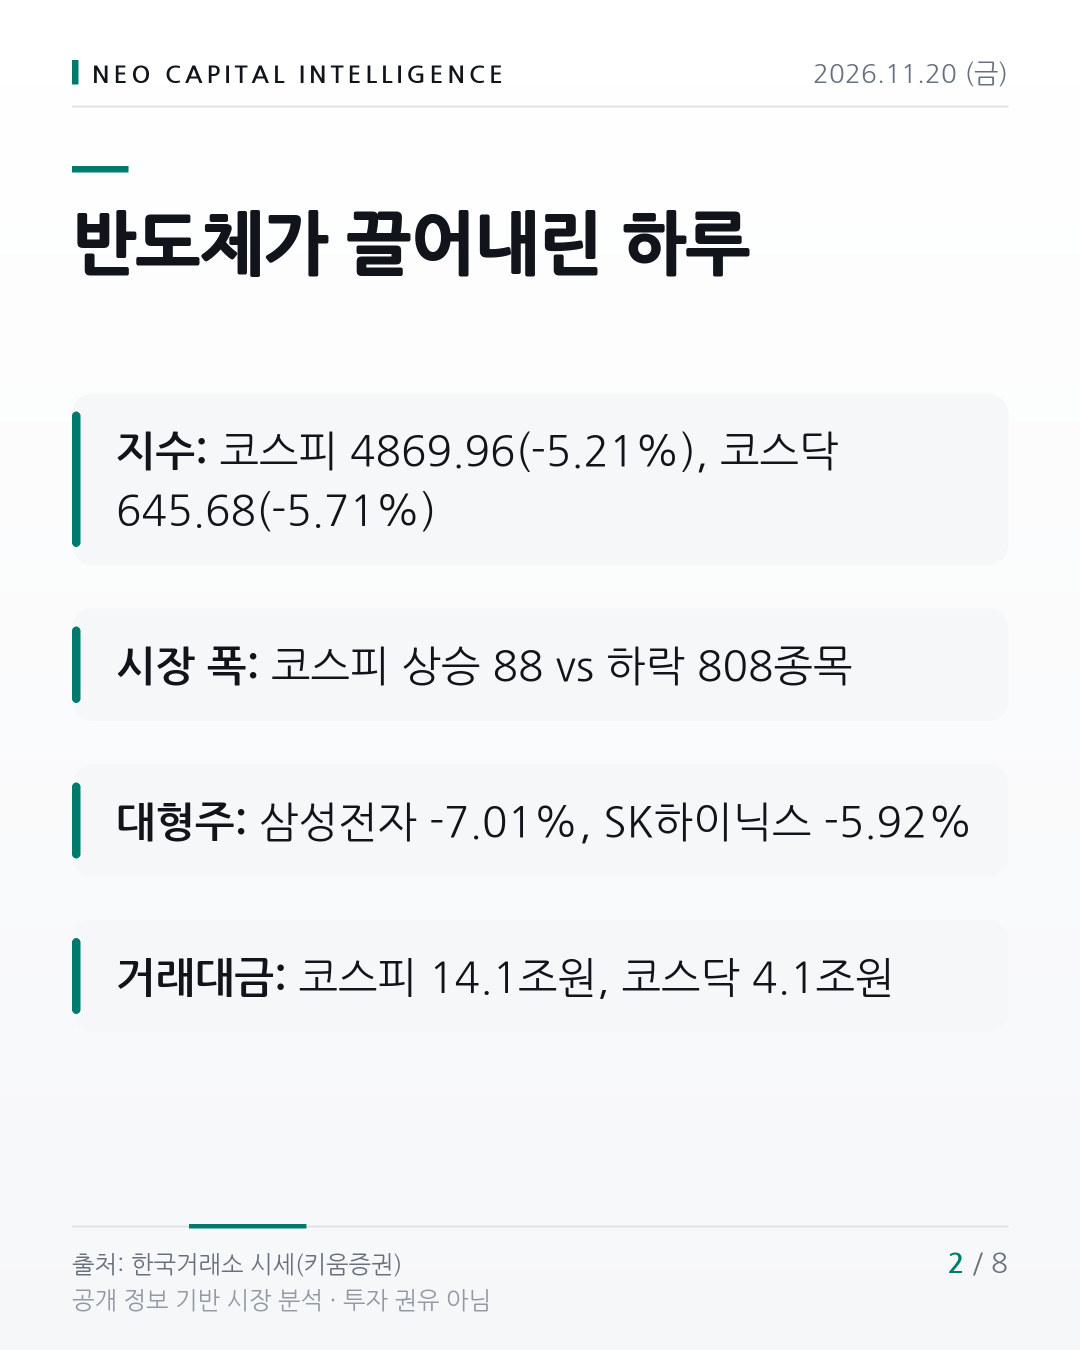 NEO CAPITAL INTELLIGENCE
2026.11.20 (금)
반도체가 끌어내린 하루
지수: 코스피 4869.96(-5.21%), 코스닥
645.68(-5.71%)
시장 폭: 코스피 상승 88 vs 하락 808종목
대형주: 삼성전자 -7.01%, SK하이닉스 -5.92%
거래대금: 코스피 14.1조원, 코스닥 4.1조원
출처: 한국거래소 시세(키움증권)
2 / 8
공개 정보 기반 시장 분석 · 투자 권유 아님